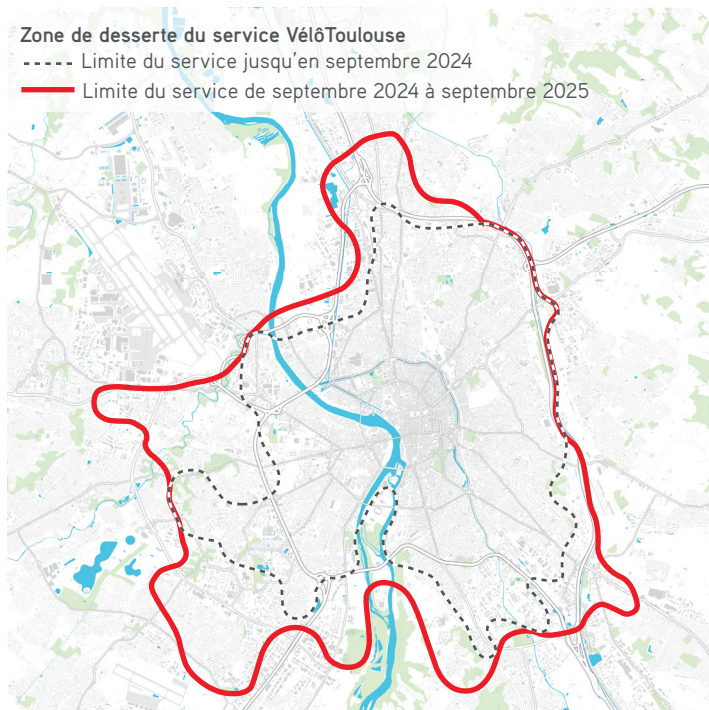 Zone de desserte du service VélôToulouse
Limite du service jusqu'en septembre 2024
Limite du service de septembre 2024 à septembre 2025